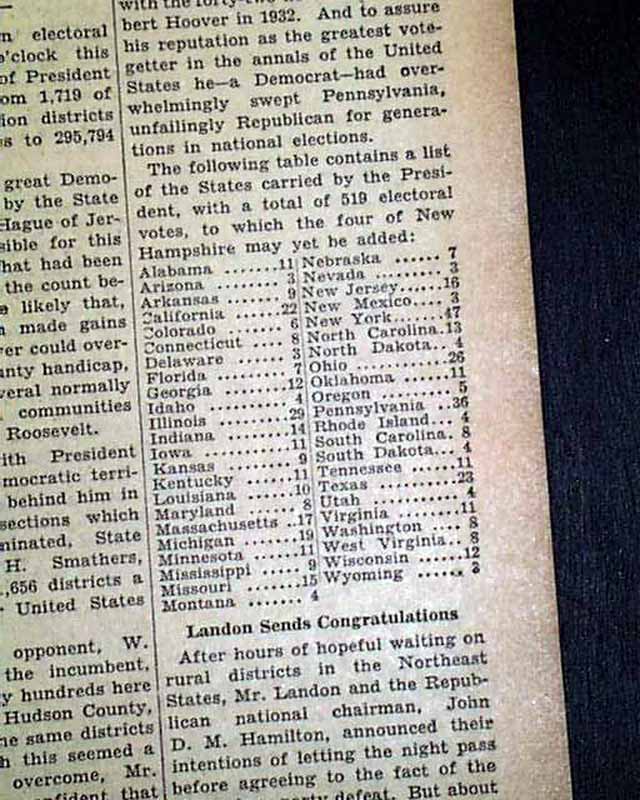 n electoral
o'clock this
of President
om 1,719 of
ion districts
s to 295,794
great Demo-
by the State
Hague of Jer-
sible for this
hat had been
the count be-
e likely that,
made gains
er could over-
unty handicap,
veral normally
communities
Roosevelt.
ith President
mocratic terri-
behind him in
sections which
minated, State
H. Smathers,
,656 districts a
United States
opponent, W.
the incumbent,
y hundreds here
Hudson County,
he same districts
h this seemed a
overcome, Mr.
nfident that
bert Hoover in 1932. And to assure
his reputation as the greatest vote-
getter in the annals of the United
States he—a Democrat—had over-
whelmingly swept Pennsylvania,
unfailingly Republican for genera-
tions in national elections.
The following table contains a list
of the States carried by the Presi-
dent, with a total of 519 electoral
votes, to which the four of New
Hampshire may yet be added:
Alabama .......11
Arizona ........ 3
Arkansas ....... 9
California .......22
Colorado ........ 6
Connecticut .... 8
Delaware ....... 3
Florida ......... 7
Georgia .........12
Idaho ........... 4
Illinois ..........29
Indiana .........14
Iowa ............11
Kansas .......... 9
Kentucky .......11
Louisiana .......10
Maryland ....... 8
Massachusetts ..17
Michigan .......19
Minnesota ......11
Mississippi ..... 9
Missouri ........15
Montana ....... 4
Nebraska ...... 7
Nevada ......... 3
New Jersey.....16
New Mexico.... 3
New York.......47
North Carolina.13
North Dakota.. 4
Ohio ............26
Oklahoma ......11
Oregon ......... 5
Pennsylvania ..36
Rhode Island... 4
South Carolina. 8
South Dakota... 4
Tennessee ......11
Texas ...........23
Utah ............ 4
Virginia ........11
Washington .... 8
West Virginia.. 8
Wisconsin ......12
Wyoming ...... 3
Landon Sends Congratulations
After hours of hopeful waiting on
rural districts in the Northeast
States, Mr. Landon and the Repub-
lican national chairman, John
D. M. Hamilton, announced their
intentions of letting the night pass
before agreeing to the fact of the
party defeat. But about